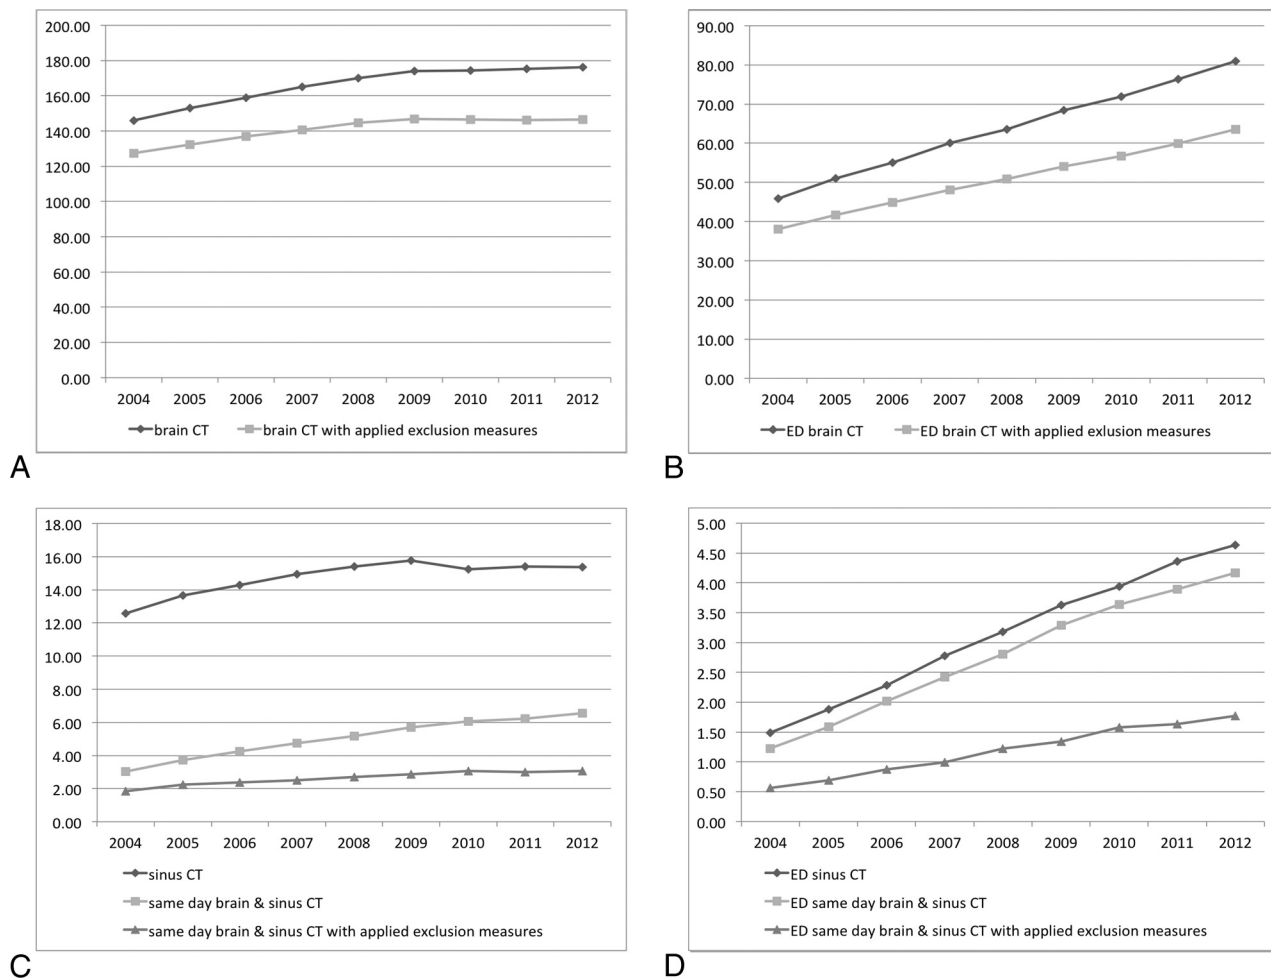 200.00
180.00
160.00
140.00
120.00
100.00
80.00
60.00
40.00
20.00
0.00
2004 2005 2006 2007 2008 2009 2010 2011 2012
brain CT brain CT with applied exclusion measures
A
90.00
80.00
70.00
60.00
50.00
40.00
30.00
20.00
10.00
0.00
2004 2005 2006 2007 2008 2009 2010 2011 2012
ED brain CT ED brain CT with applied exlusion measures
B
18.00
16.00
14.00
12.00
10.00
8.00
6.00
4.00
2.00
0.00
2004 2005 2006 2007 2008 2009 2010 2011 2012
sinus CT
same day brain & sinus CT
same day brain & sinus CT with applied exclusion measures
C
5.00
4.50
4.00
3.50
3.00
2.50
2.00
1.50
1.00
0.50
0.00
2004 2005 2006 2007 2008 2009 2010 2011 2012
ED sinus CT
ED same day brain & sinus CT
ED same day brain & sinus CT with applied exclusion measures
D